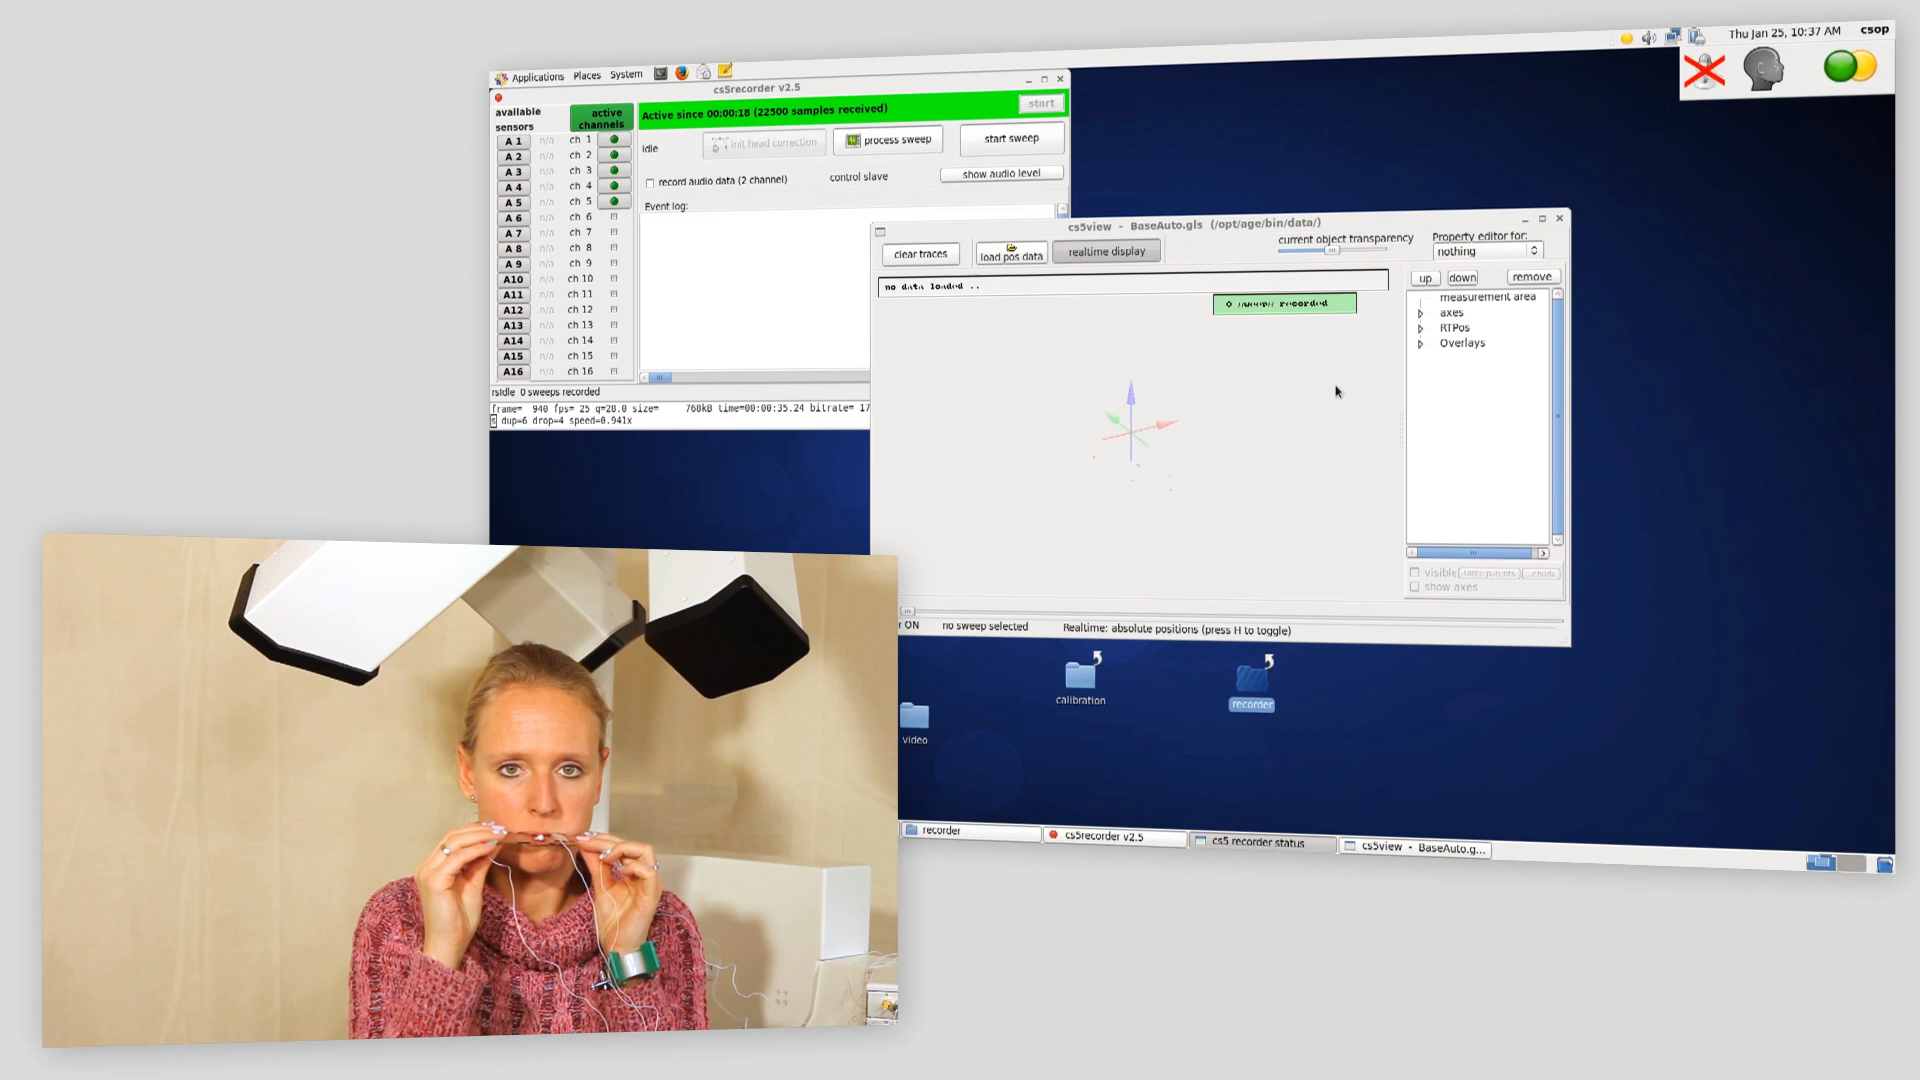 Applications Places System
Thu Jan 25, 10:37 AM csop
cs5recorder v2.5
available sensors
active channels
Active since 00:00:18 (22500 samples received)
start
idle
init head correction
process sweep
start sweep
record audio data (2 channel)
control slave
show audio level
Event log:
A 1 n/a ch 1
A 2 n/a ch 2
A 3 n/a ch 3
A 4 n/a ch 4
A 5 n/a ch 5
A 6 n/a ch 6
A 7 n/a ch 7
A 8 n/a ch 8
A 9 n/a ch 9
A10 n/a ch 10
A11 n/a ch 11
A12 n/a ch 12
A13 n/a ch 13
A14 n/a ch 14
A15 n/a ch 15
A16 n/a ch 16
rsIdle 0 sweeps recorded
frame= 940 fps= 25 q=28.0 size= 768kB time=00:00:35.24 bitrate= 17
s dup=6 drop=4 speed=0.941x
cs5view - BaseAuto.gls (/opt/age/bin/data/)
clear traces
load pos data
realtime display
current object transparency
Property editor for:
nothing
no data loaded ..
0 sweeps recorded
up down remove
measurement area
axes
RTPos
Overlays
visible force parents ..childs
show axes
r ON no sweep selected Realtime: absolute positions (press H to toggle)
calibration
recorder
video
recorder
cs5recorder v2.5
cs5 recorder status
cs5view - BaseAuto.g...